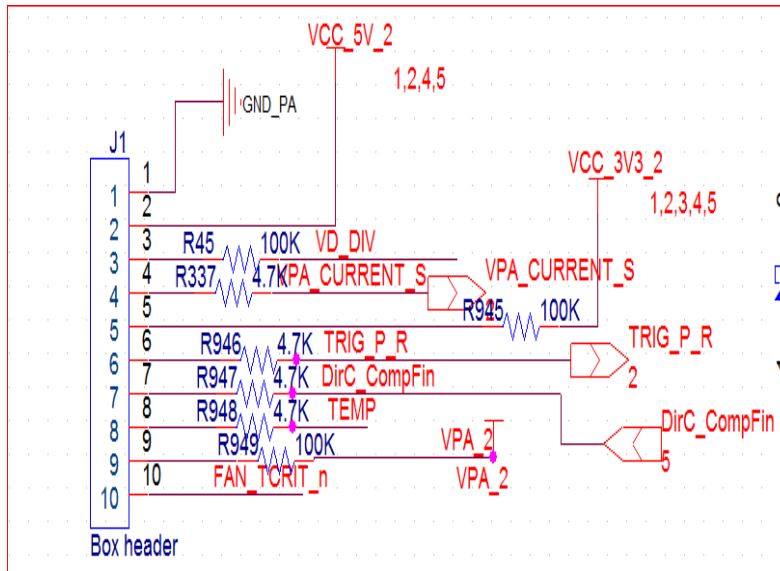 VCC_5V_2
1,2,4,5
GND_PA
J1
VCC_3V3_2
1,2,3,4,5
1 1
2 2
3 3 R45 100K VD_DIV
4 4 R337 4.7K VPA_CURRENT_S VPA_CURRENT_S
5 5 R945 100K
6 6 R946 4.7K TRIG_P_R TRIG_P_R
2
7 7 R947 4.7K DirC_CompFin DirC_CompFin
5
8 8 R948 4.7K TEMP
9 9 R949 100K VPA_2
VPA_2
10 10 FAN_TCRIT_n
Box header